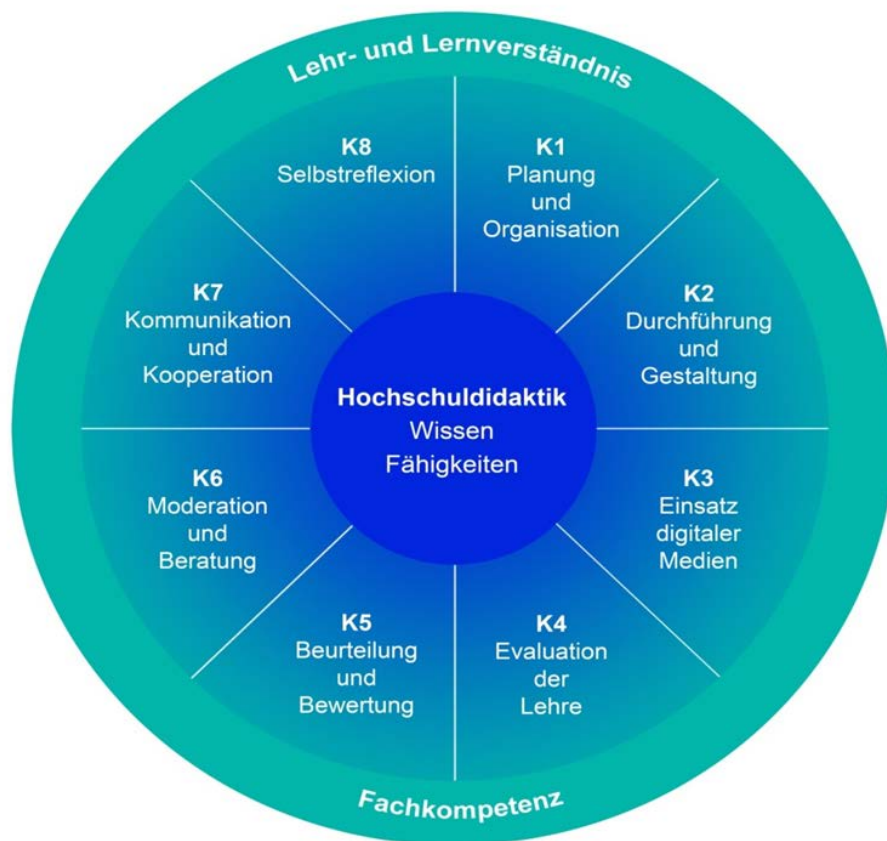 Lehr- und Lernverständnis
K8
Selbstreflexion
K1
Planung
und
Organisation
K7
Kommunikation
und
Kooperation
K2
Durchführung
und
Gestaltung
Hochschuldidaktik
Wissen
Fähigkeiten
K6
Moderation
und
Beratung
K3
Einsatz
digitaler
Medien
K5
Beurteilung
und
Bewertung
K4
Evaluation
der
Lehre
Fachkompetenz